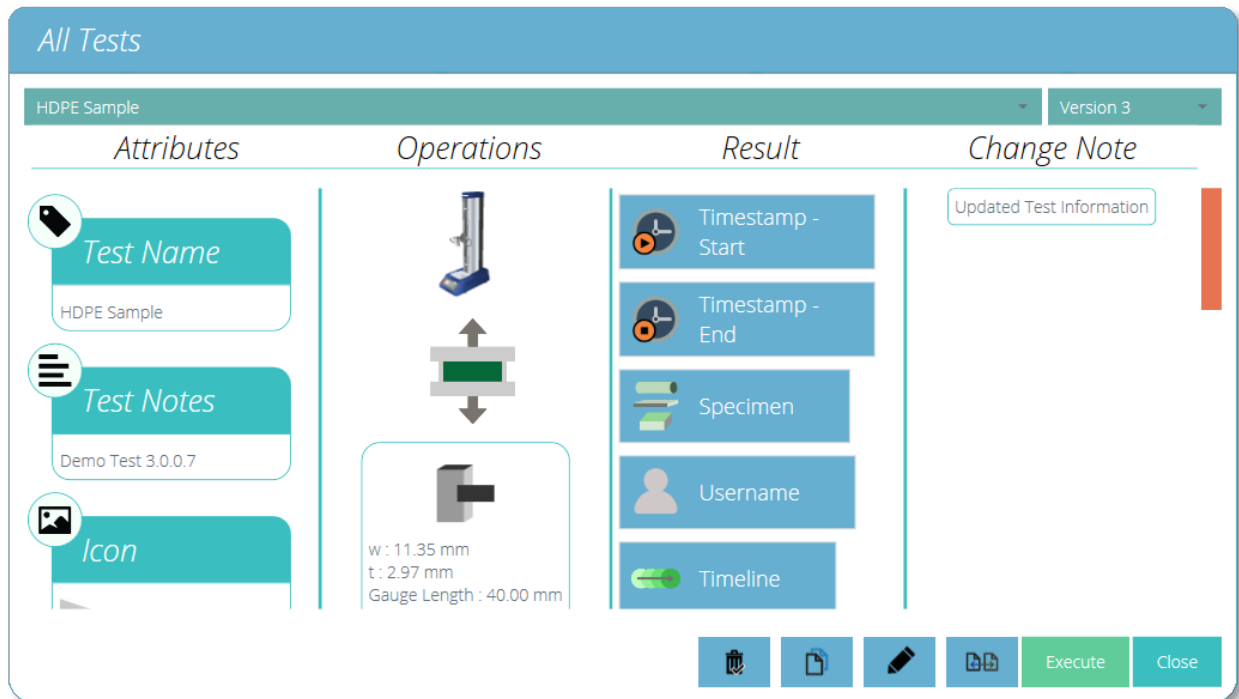 All Tests
HDPE Sample
Version 3
Attributes
Operations
Result
Change Note
Test Name
HDPE Sample
Test Notes
Demo Test 3.0.0.7
Icon
w : 11.35 mm
t : 2.97 mm
Gauge Length : 40.00 mm
Timestamp -
Start
Timestamp -
End
Specimen
Username
Timeline
Updated Test Information
Execute
Close